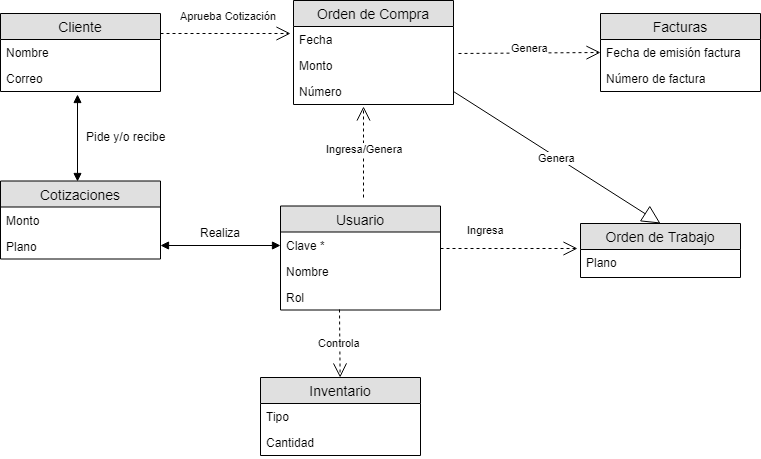 Cliente
Nombre
Correo
Aprueba Cotización
Orden de Compra
Fecha
Monto
Número
Genera
Facturas
Fecha de emisión factura
Número de factura
Pide y/o recibe
Ingresa/Genera
Genera
Cotizaciones
Monto
Plano
Realiza
Usuario
Clave *
Nombre
Rol
Ingresa
Orden de Trabajo
Plano
Controla
Inventario
Tipo
Cantidad